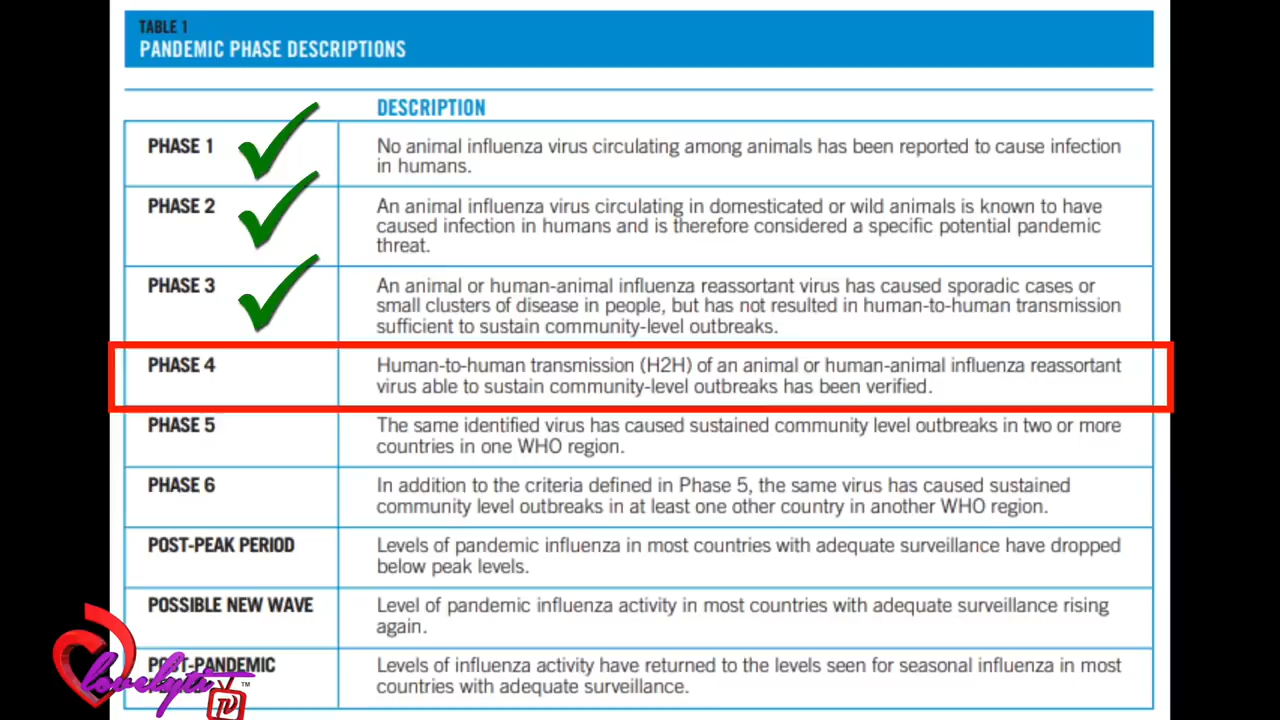 TABLE 1
PANDEMIC PHASE DESCRIPTIONS
DESCRIPTION
PHASE 1
No animal influenza virus circulating among animals has been reported to cause infection
in humans.
PHASE 2
An animal influenza virus circulating in domesticated or wild animals is known to have
caused infection in humans and is therefore considered a specific potential pandemic
threat.
PHASE 3
An animal or human-animal influenza reassortant virus has caused sporadic cases or
small clusters of disease in people, but has not resulted in human-to-human transmission
sufficient to sustain community-level outbreaks.
PHASE 4
Human-to-human transmission (H2H) of an animal or human-animal influenza reassortant
virus able to sustain community-level outbreaks has been verified.
PHASE 5
The same identified virus has caused sustained community level outbreaks in two or more
countries in one WHO region.
PHASE 6
In addition to the criteria defined in Phase 5, the same virus has caused sustained
community level outbreaks in at least one other country in another WHO region.
POST-PEAK PERIOD
Levels of pandemic influenza in most countries with adequate surveillance have dropped
below peak levels.
POSSIBLE NEW WAVE
Level of pandemic influenza activity in most countries with adequate surveillance rising
again.
POST-PANDEMIC
Levels of influenza activity have returned to the levels seen for seasonal influenza in most
countries with adequate surveillance.
lovelyti™
TV